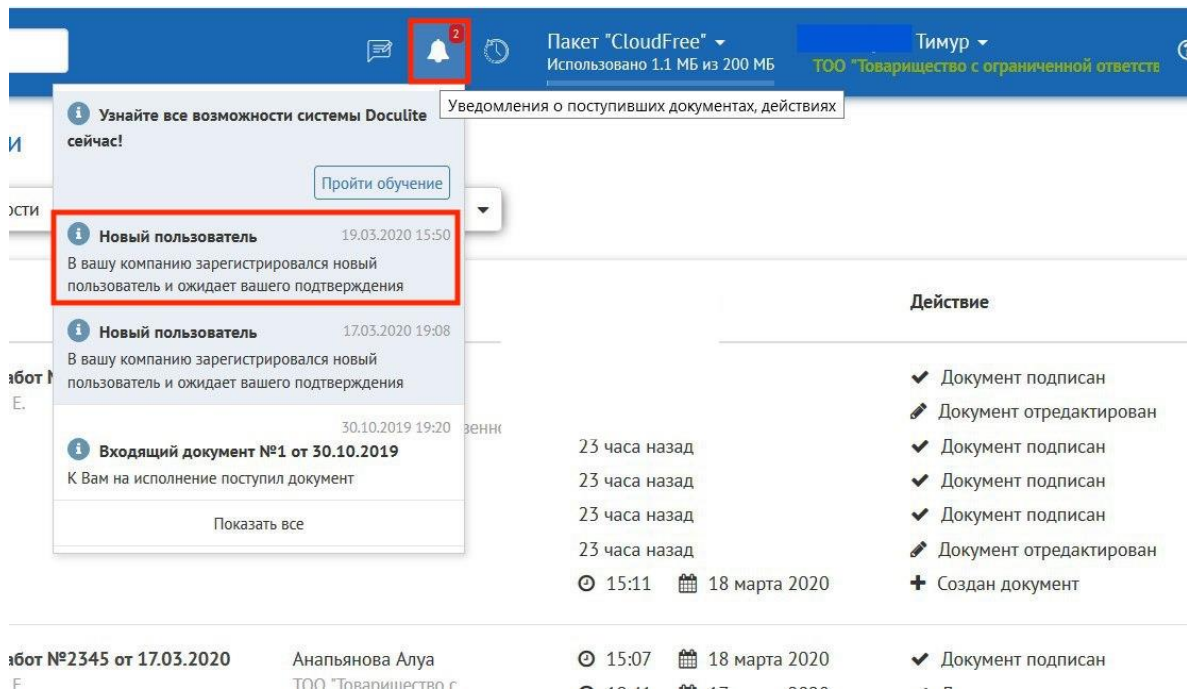 2
Пакет "CloudFree"
Использовано 1.1 МБ из 200 МБ
Тимур
ТОО "Товарищество с ограниченной ответств
Уведомления о поступивших документах, действиях
Узнайте все возможности системы Doculite
сейчас!
Пройти обучение
и
ости
Новый пользователь 19.03.2020 15:50
В вашу компанию зарегистрировался новый
пользователь и ожидает вашего подтверждения
Новый пользователь 17.03.2020 19:08
В вашу компанию зарегистрировался новый
пользователь и ожидает вашего подтверждения
30.10.2019 19:20
Входящий документ №1 от 30.10.2019
К Вам на исполнение поступил документ
Показать все
абот
Е.
венно
Действие
Документ подписан
Документ отредактирован
23 часа назад Документ подписан
23 часа назад Документ подписан
23 часа назад Документ подписан
23 часа назад Документ отредактирован
15:11 18 марта 2020 Создан документ
абот №2345 от 17.03.2020 Анапьянова Алуа 15:07 18 марта 2020 Документ подписан
ТОО "Товарищество с